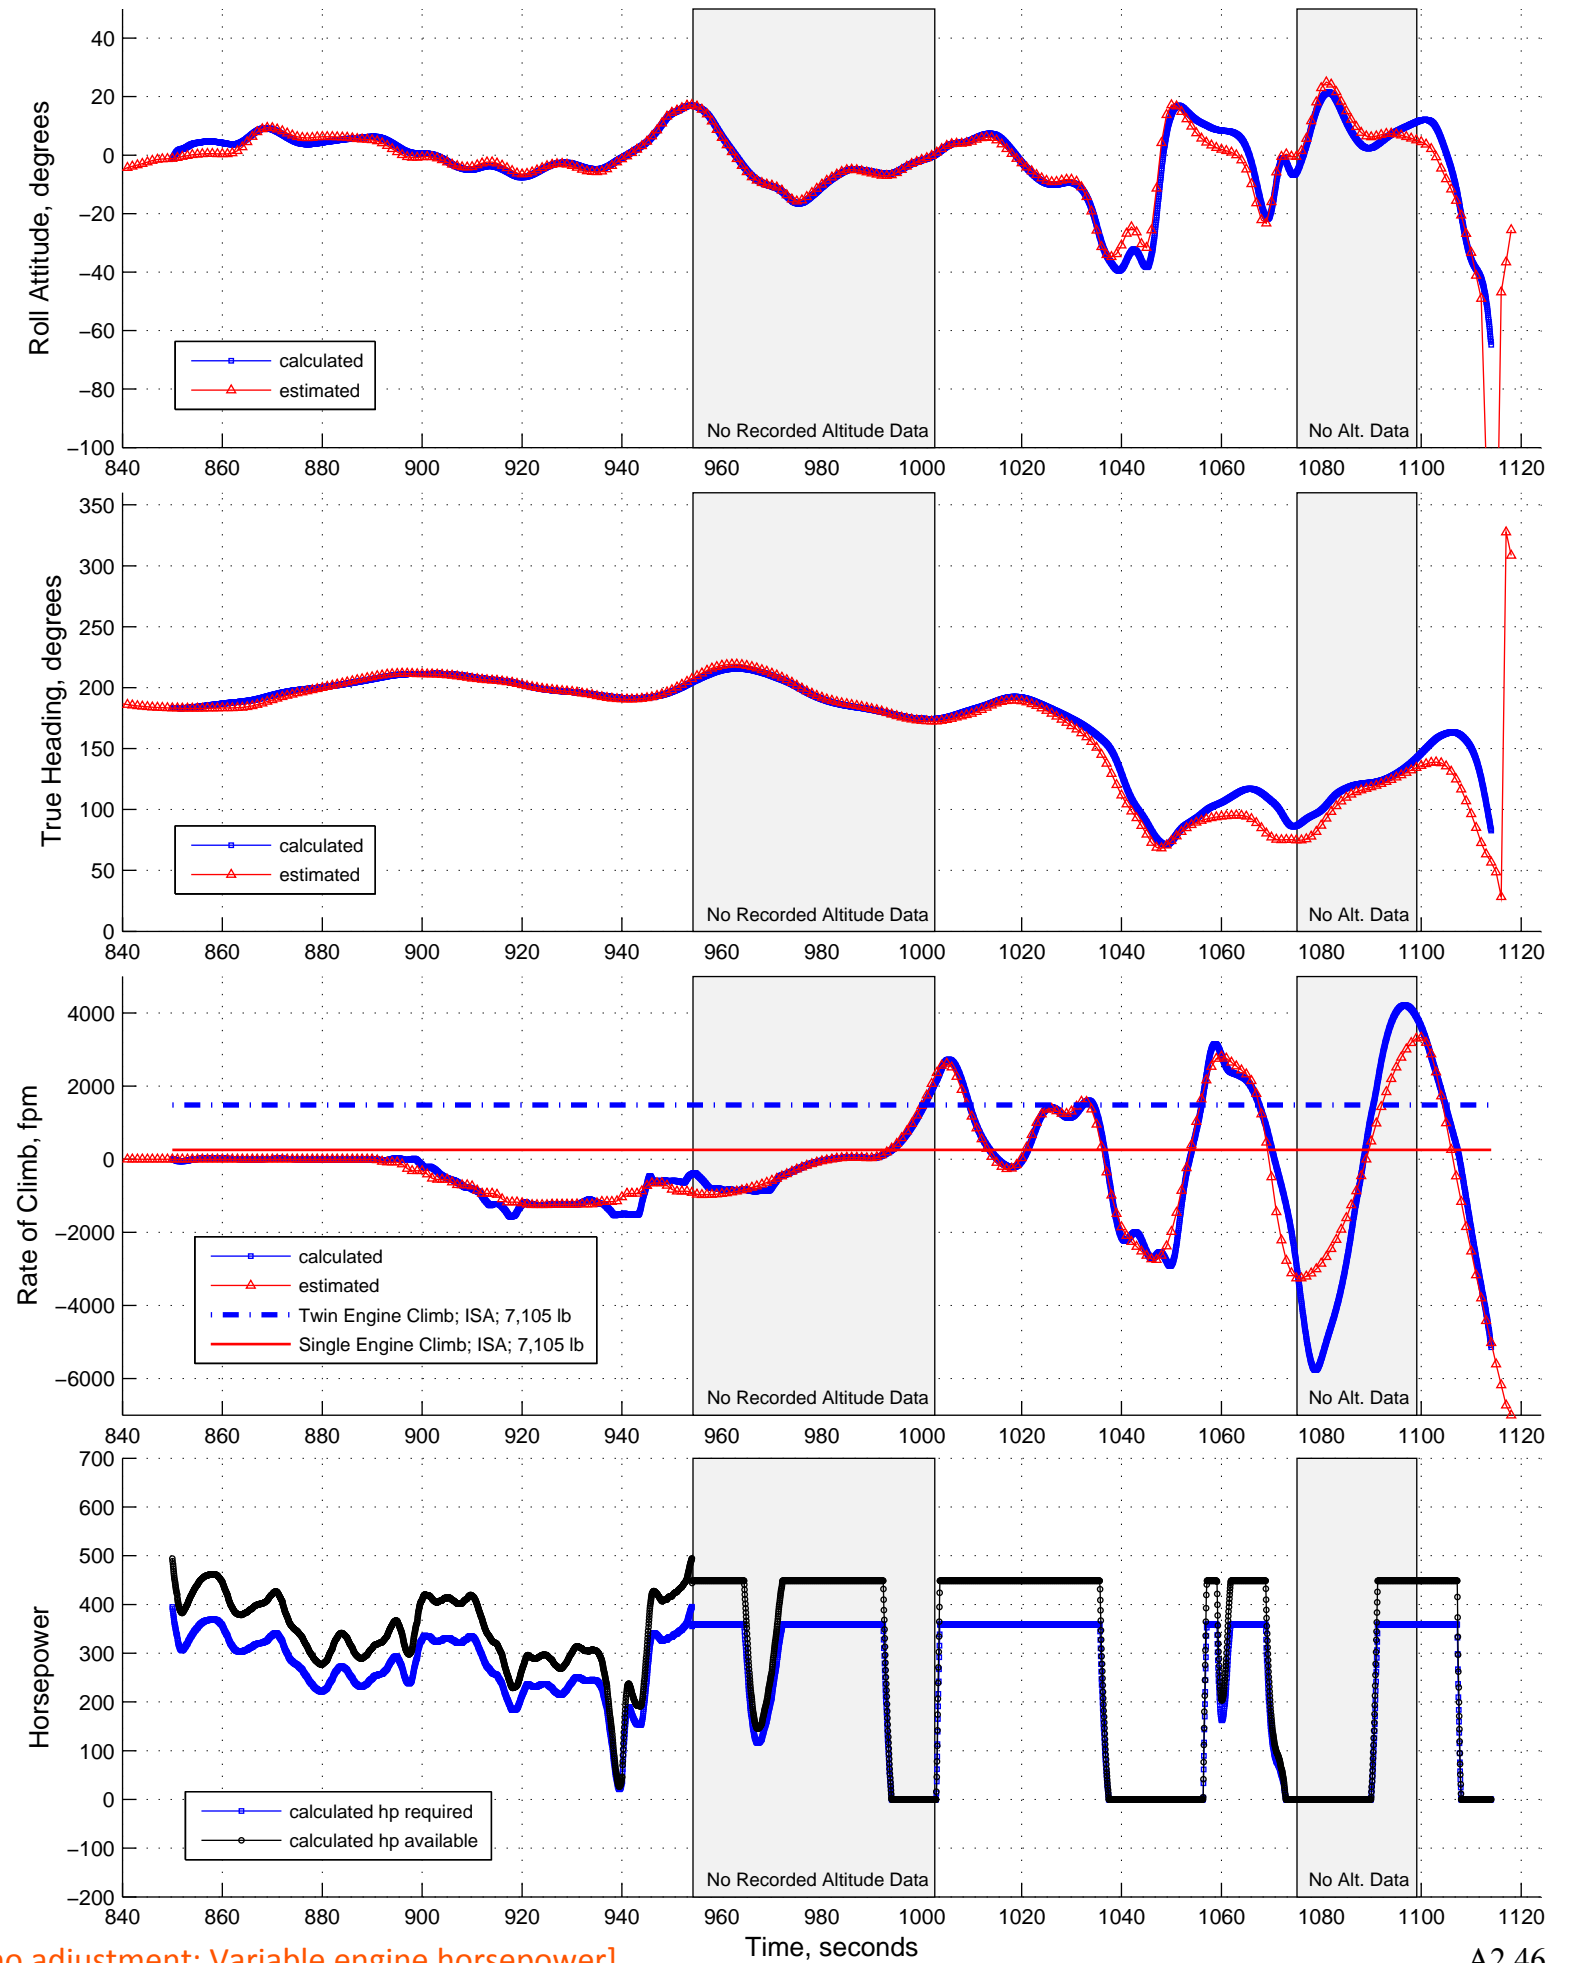 40
20
0
−20
−40
−60
−80
−100
Roll Attitude, degrees
calculated
estimated
No Recorded Altitude Data
No Alt. Data
840 860 880 900 920 940 960 980 1000 1020 1040 1060 1080 1100 1120
350
300
250
200
150
100
50
0
True Heading, degrees
calculated
estimated
No Recorded Altitude Data
No Alt. Data
840 860 880 900 920 940 960 980 1000 1020 1040 1060 1080 1100 1120
4000
2000
0
−2000
−4000
−6000
Rate of Climb, fpm
calculated
estimated
Twin Engine Climb; ISA; 7,105 lb
Single Engine Climb; ISA; 7,105 lb
No Recorded Altitude Data
No Alt. Data
840 860 880 900 920 940 960 980 1000 1020 1040 1060 1080 1100 1120
700
600
500
400
300
200
100
0
−100
−200
Horsepower
calculated hp required
calculated hp available
No Recorded Altitude Data
No Alt. Data
840 860 880 900 920 940 960 980 1000 1020 1040 1060 1080 1100 1120
Time, seconds
no adjustment; Variable engine horsepower]
A2.46